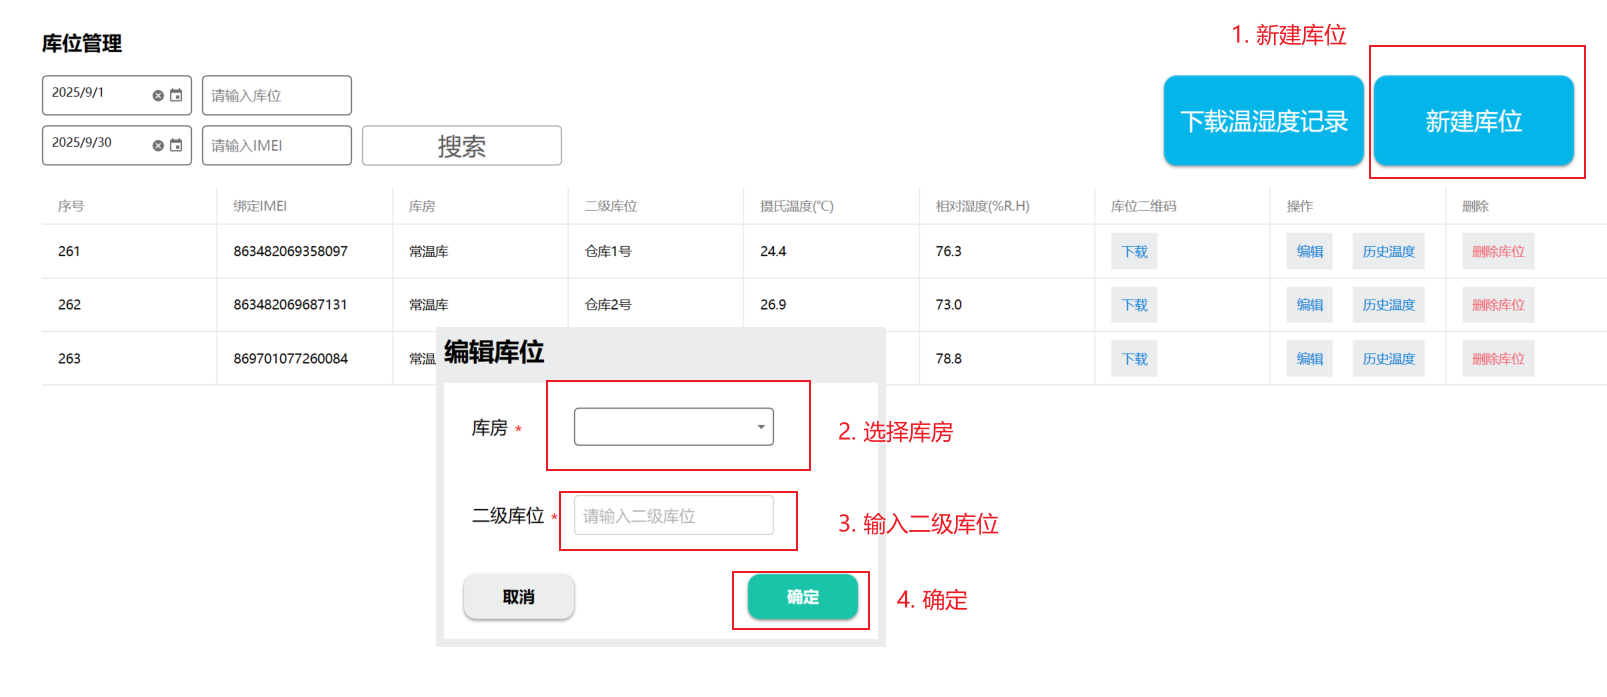 库位管理
1. 新建库位
2025/9/1
请输入库位
2025/9/30
请输入IMEI
搜索
下载温湿度记录
新建库位
序号 绑定IMEI 库房 二级库位 摄氏温度(℃) 相对湿度(%R.H) 库位二维码 操作 删除
261 863482069358097 常温库 仓库1号 24.4 76.3 下载 编辑 历史温度 删除库位
262 863482069687131 常温库 仓库2号 26.9 73.0 下载 编辑 历史温度 删除库位
263 869701077260084 常温 78.8 下载 编辑 历史温度 删除库位
编辑库位
库房 *
2. 选择库房
二级库位 *
请输入二级库位
3. 输入二级库位
取消
确定
4. 确定